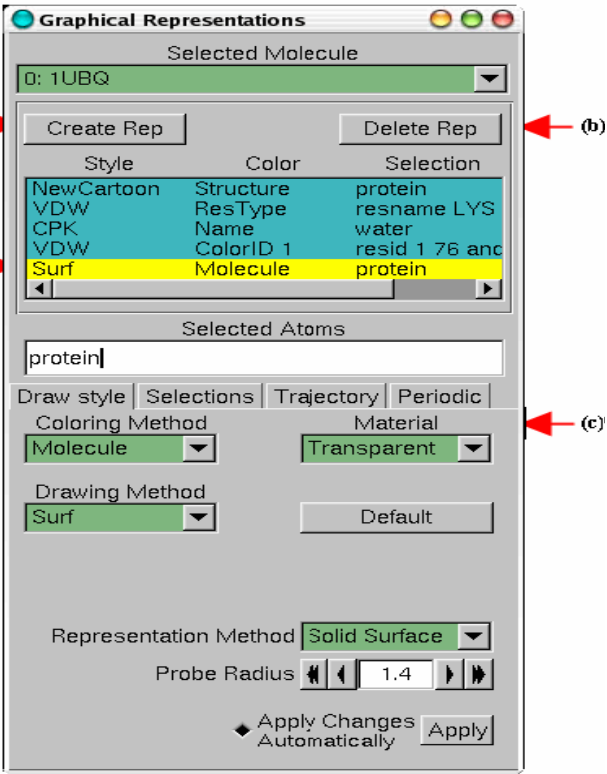 Graphical Representations
Selected Molecule
0: 1UBQ
Create Rep Delete Rep (b)
Style Color Selection
NewCartoon Structure protein
VDW ResType resname LYS
CPK Name water
VDW ColorID 1 resid 1 76 and
Surf Molecule protein
Selected Atoms
protein
Draw style Selections Trajectory Periodic
Coloring Method Material (c)
Molecule Transparent
Drawing Method
Surf Default
Representation Method Solid Surface
Probe Radius 1.4
Apply Changes
Automatically Apply